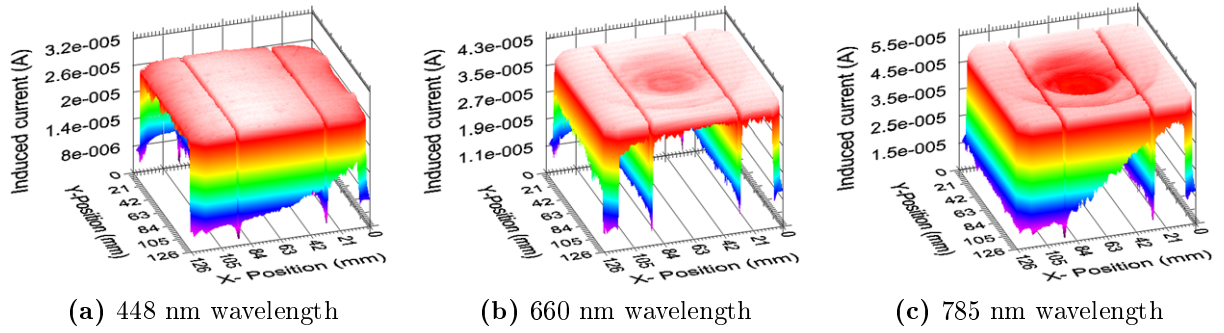 Induced current (A)
3.2e-005
2.6e-005
2e-005
1.4e-005
8e-006
Y-Position (mm)
0
21
42
63
84
105
126
X- Position (mm)
126
105
84
63
42
21
0
(a) 448 nm wavelength
Induced current (A)
4.3e-005
3.5e-005
2.7e-005
1.9e-005
1.1e-005
Y-Position (mm)
0
21
42
63
84
105
126
X- Position (mm)
126
105
84
63
42
21
0
(b) 660 nm wavelength
Induced current (A)
5.5e-005
4.5e-005
3.5e-005
2.5e-005
1.5e-005
Y-Position (mm)
0
21
42
63
84
105
126
X- Position (mm)
126
105
84
63
42
21
0
(c) 785 nm wavelength